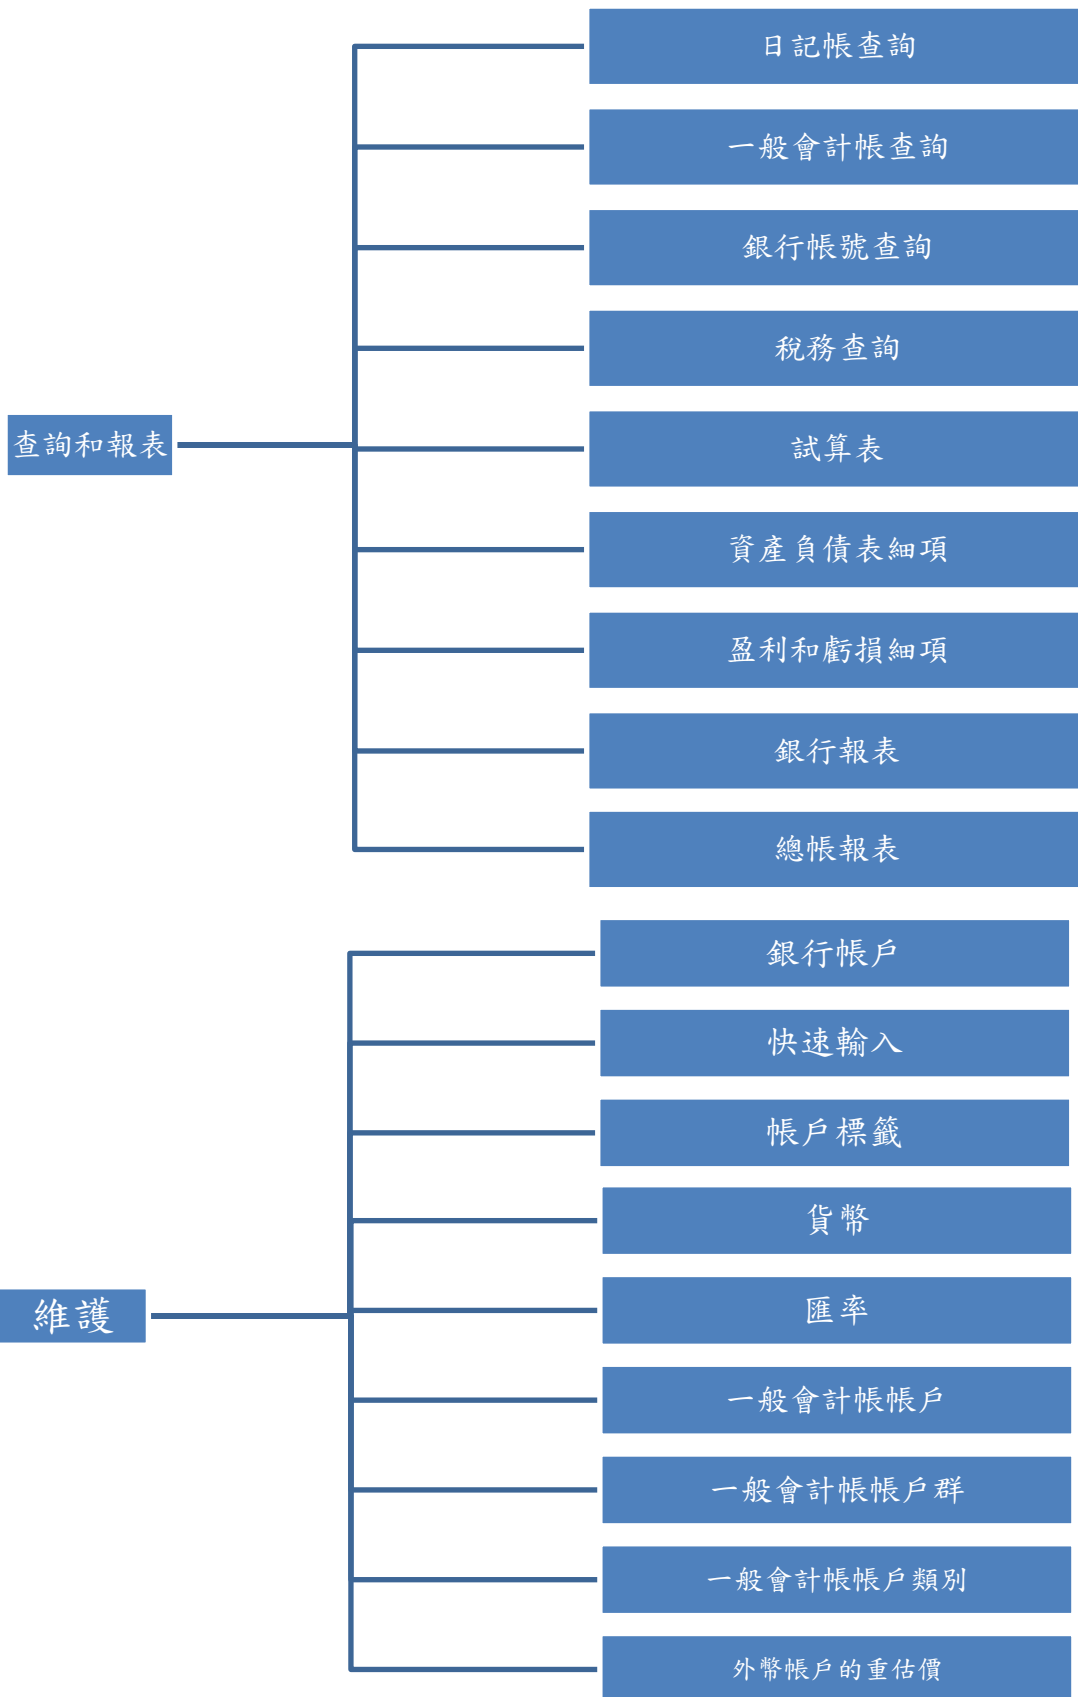 查詢和報表
日記帳查詢
一般會計帳查詢
銀行帳號查詢
稅務查詢
試算表
資產負債表細項
盈利和虧損細項
銀行報表
總帳報表
維護
銀行帳戶
快速輸入
帳戶標籤
貨幣
匯率
一般會計帳帳戶
一般會計帳帳戶群
一般會計帳帳戶類別
外幣帳戶的重估價